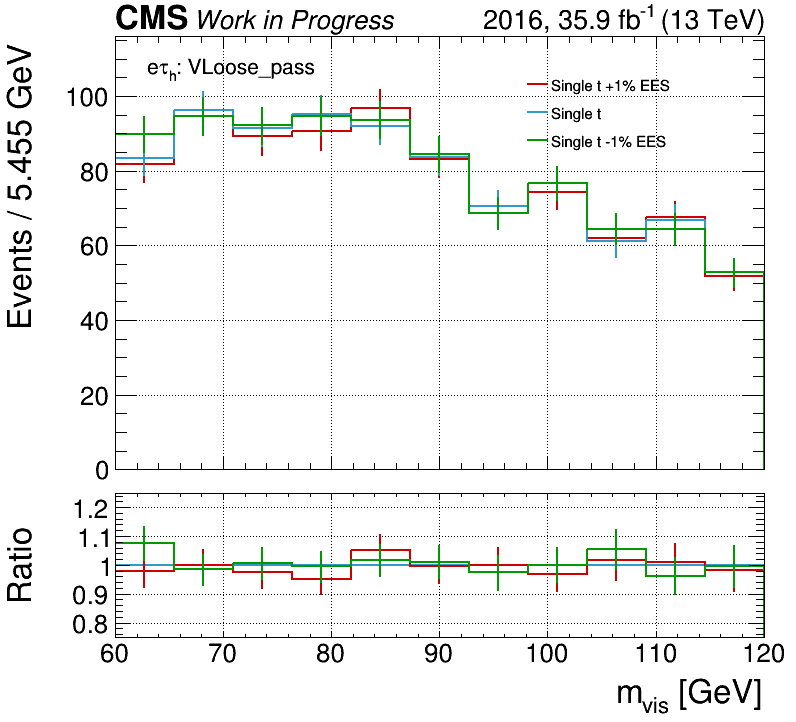 CMS Work in Progress 2016, 35.9 fb⁻¹ (13 TeV)
eτₕ: VLoose_pass
Single t +1% EES
Single t
Single t -1% EES
Events / 5.455 GeV
100
80
60
40
20
0
Ratio
1.2
1.1
1
0.9
0.8
60 70 80 90 100 110 120
m_vis [GeV]